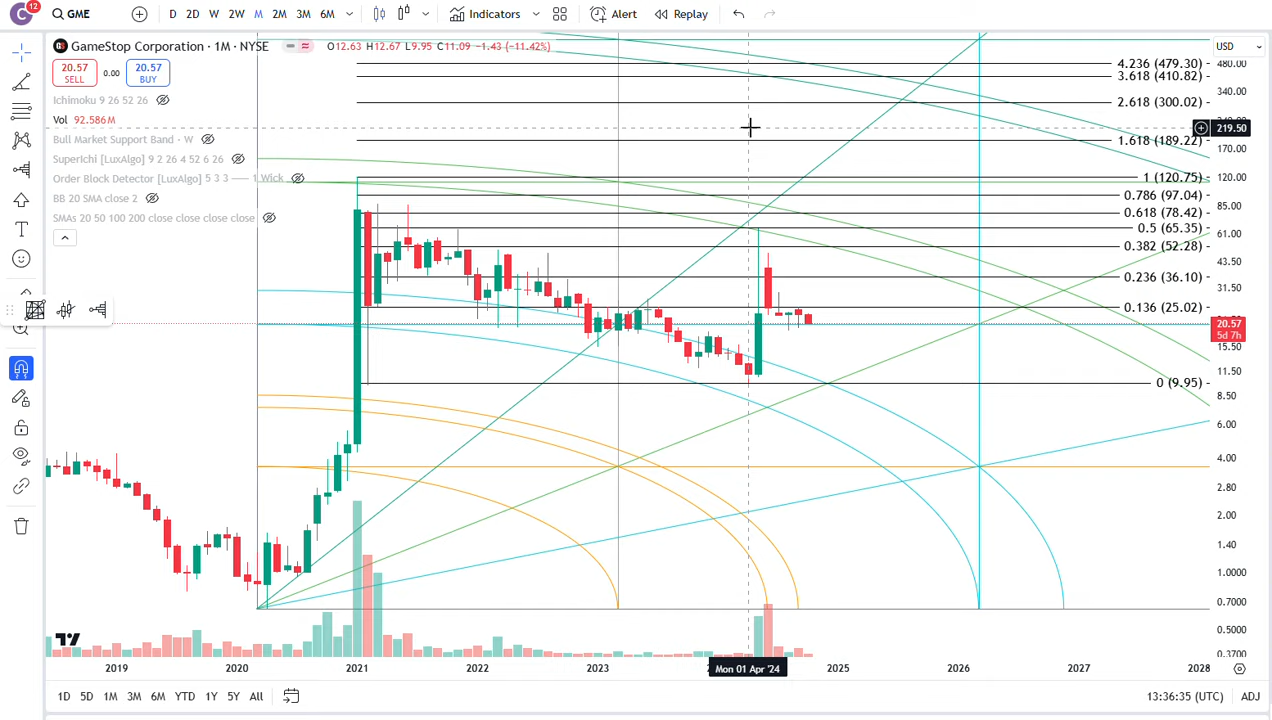 C 12 GME D 2D W 2W M 2M 3M 6M Indicators Alert Replay
GameStop Corporation · 1M · NYSE O12.63 H12.67 L9.95 C11.09 −1.43 (−11.42%)
USD
20.57 SELL
0.00
20.57 BUY
Ichimoku 9 26 52 26
Vol 92.586M
Bull Market Support Band · W
SuperIchi [LuxAlgo] 9 2 26 4 52 6 26
Order Block Detector [LuxAlgo] 5 3 3 1 Wick
BB 20 SMA close 2
SMAs 20 50 100 200 close close close close
4.236 (479.30)
3.618 (410.82)
2.618 (300.02)
1.618 (189.22)
1 (120.75)
0.786 (97.04)
0.618 (78.42)
0.5 (65.35)
0.382 (52.28)
0.236 (36.10)
0.136 (25.02)
0 (9.95)
480.00
340.00
219.50
170.00
120.00
85.00
61.00
43.50
31.50
20.57
5d 7h
15.50
11.50
8.50
6.00
4.00
2.80
2.00
1.40
1.0000
0.7000
0.5000
0.3700
2019 2020 2021 2022 2023 Mon 01 Apr '24 2025 2026 2027 2028
1D 5D 1M 3M 6M YTD 1Y 5Y All 13:36:35 (UTC) ADJ